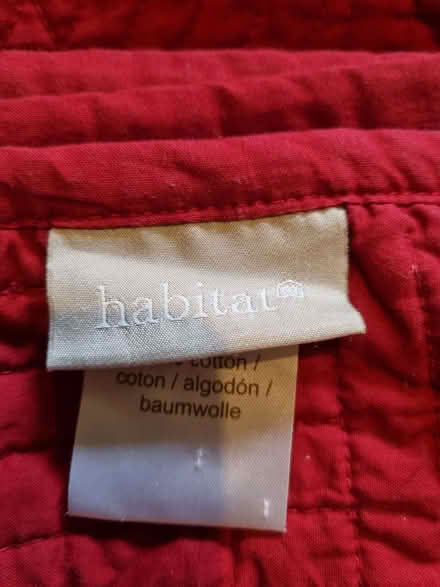 habitat
cotton /
coton / algodón /
baumwolle